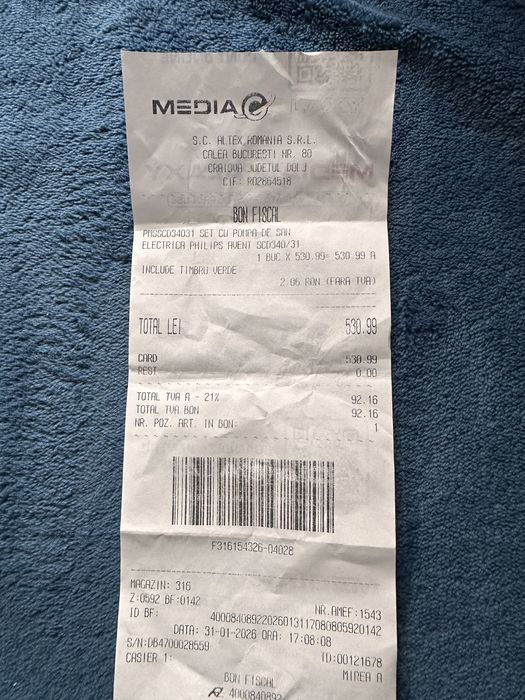 MEDIA
S.C. ALTEX ROMANIA S.R.L.
CALEA BUCURESTI NR. 80
CRAIOVA JUDETUL DOLJ
CIF: RO2864518
BON FISCAL
PHSSCD34031 SET CU POMPA DE SAN
ELECTRICA PHILIPS AVENT SCD340/31
1 BUC X 530.99= 530.99 A
INCLUDE TIMBRU VERDE
2.06 RON (FARA TVA)
TOTAL LEI 530.99
CARD 530.99
REST 0.00
TOTAL TVA A - 21% 92.16
TOTAL TVA BON 92.16
NR. POZ. ART. IN BON: 1
F316154326-04028
MAGAZIN: 316
Z:0592 BF:0142 NR.AMEF:1543
ID BF: 4000840892202601311708080592​0142
DATA: 31-01-2026 ORA: 17:08:08
S/N:DB4700028559 ID:00121678
CASIER 1: MIREA A
BON FISCAL
4000840892